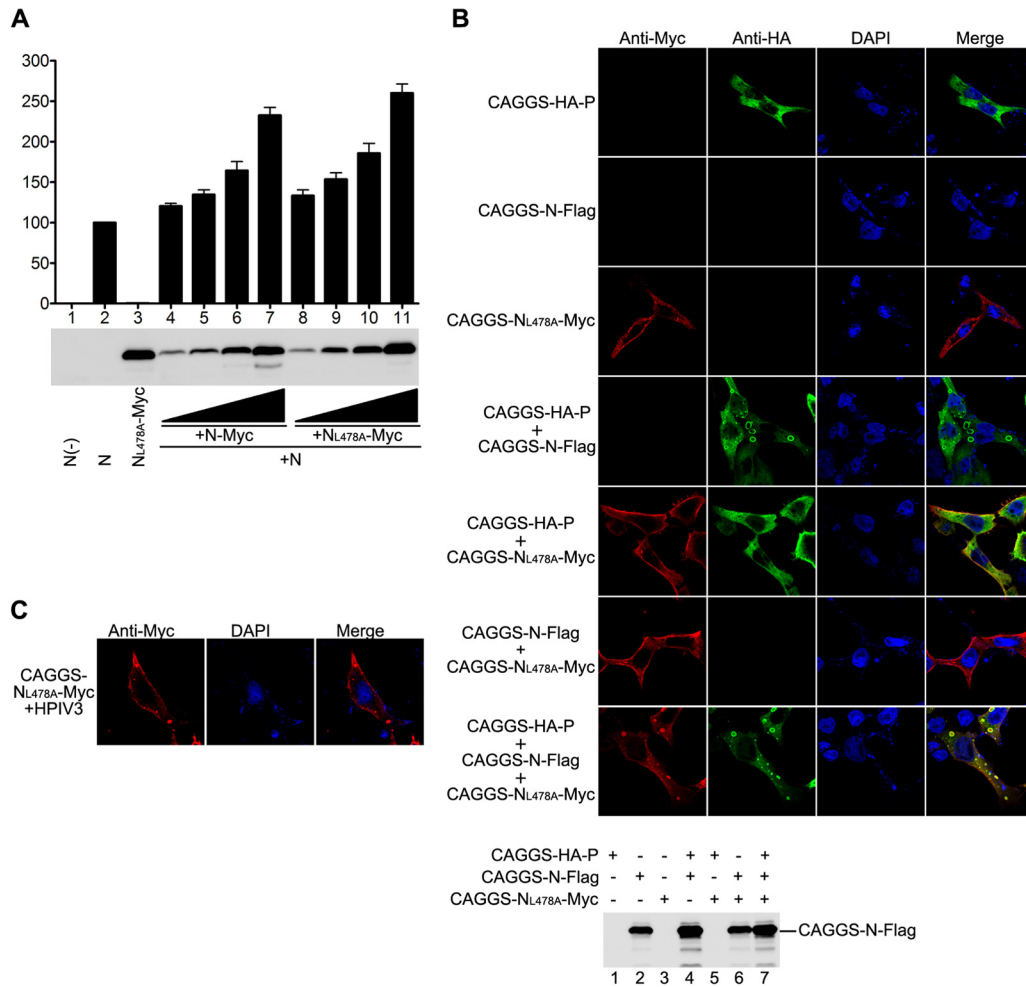 A
300
250
200
150
100
50
0
1 2 3 4 5 6 7 8 9 10 11
N(-)
N
NL478A-Myc
+N-Myc
+NL478A-Myc
+N
B
Anti-Myc Anti-HA DAPI Merge
CAGGS-HA-P
CAGGS-N-Flag
CAGGS-NL478A-Myc
CAGGS-HA-P
+
CAGGS-N-Flag
CAGGS-HA-P
+
CAGGS-NL478A-Myc
CAGGS-N-Flag
+
CAGGS-NL478A-Myc
CAGGS-HA-P
+
CAGGS-N-Flag
+
CAGGS-NL478A-Myc
CAGGS-HA-P + - - + + - +
CAGGS-N-Flag - + - + - + +
CAGGS-NL478A-Myc - - + - + + +
CAGGS-N-Flag
1 2 3 4 5 6 7
C
Anti-Myc DAPI Merge
CAGGS-
NL478A-Myc
+HPIV3